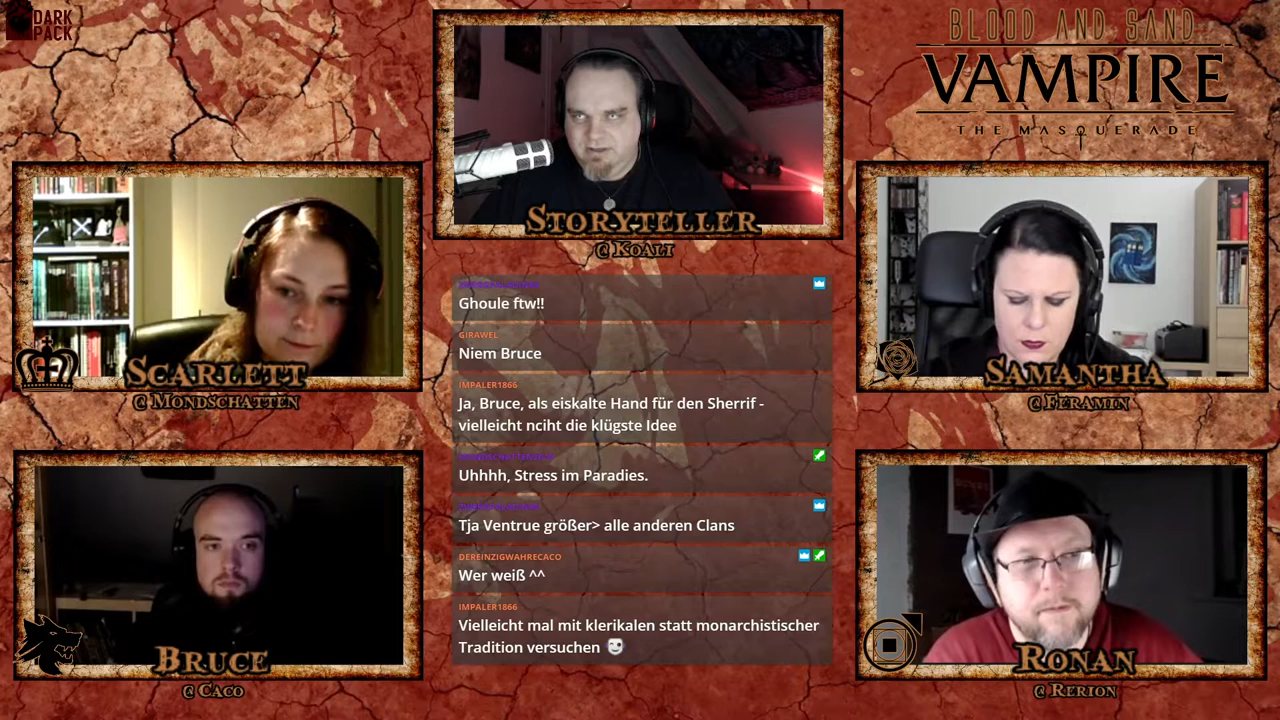 DARK
PACK
BLOOD AND SAND
VAMPIRE
THE MASQUERADE
STORYTELLER
@ KOALI
SCARLETT
@ MONDSCHATTEN
SAMANTHA
@ FERAMIN
Ghoule ftw!!
GIRAWEL
Niem Bruce
IMPALER1866
Ja, Bruce, als eiskalte Hand für den Sherrif -
vielleicht nciht die klügste Idee
Uhhhh, Stress im Paradies.
Tja Ventrue größer> alle anderen Clans
DEREINZIGWAHRECACO
Wer weiß ^^
IMPALER1866
Vielleicht mal mit klerikalen statt monarchistischer
Tradition versuchen
BRUCE
@ CACO
RONAN
@ RERION